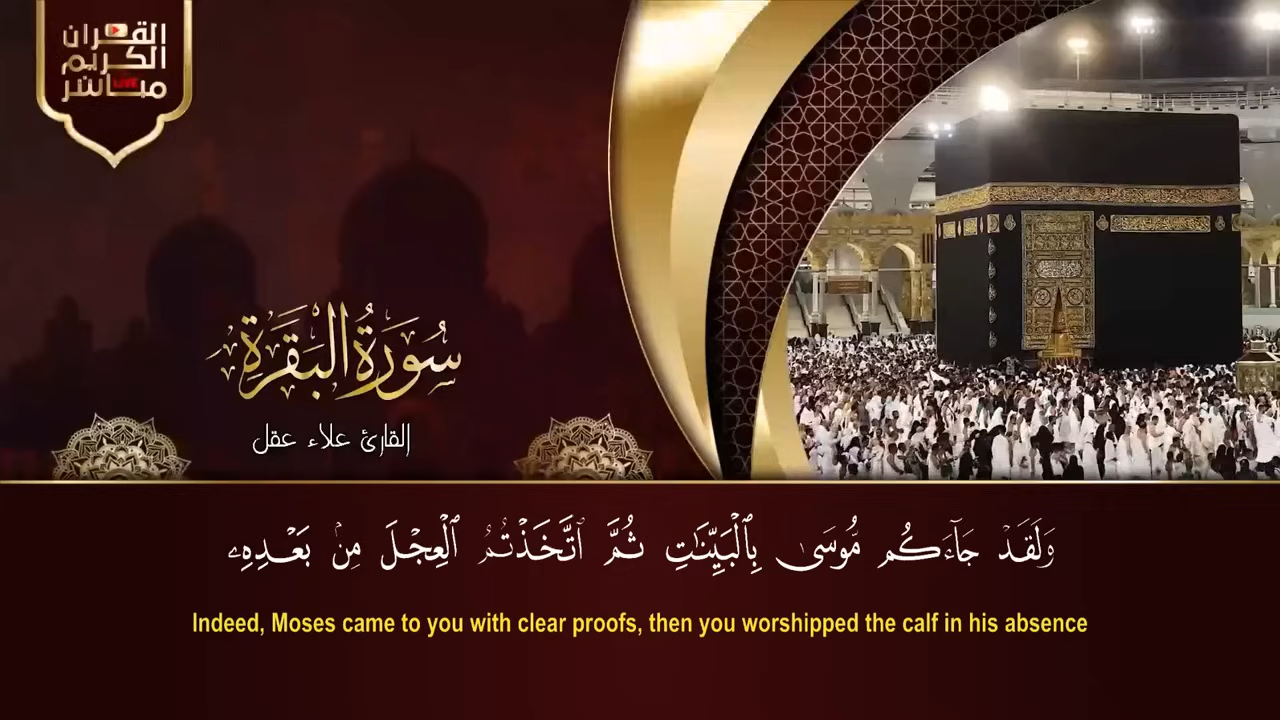 القرآن
الكريم
مباشر
LIVE
سُورَةُ البَقَرَةِ
القارئ علاء عقل
وَلَقَدۡ جَآءَكُم مُّوسَىٰ بِٱلۡبَيِّنَٰتِ ثُمَّ ٱتَّخَذۡتُمُ ٱلۡعِجۡلَ مِنۢ بَعۡدِهِۦ
Indeed, Moses came to you with clear proofs, then you worshipped the calf in his absence